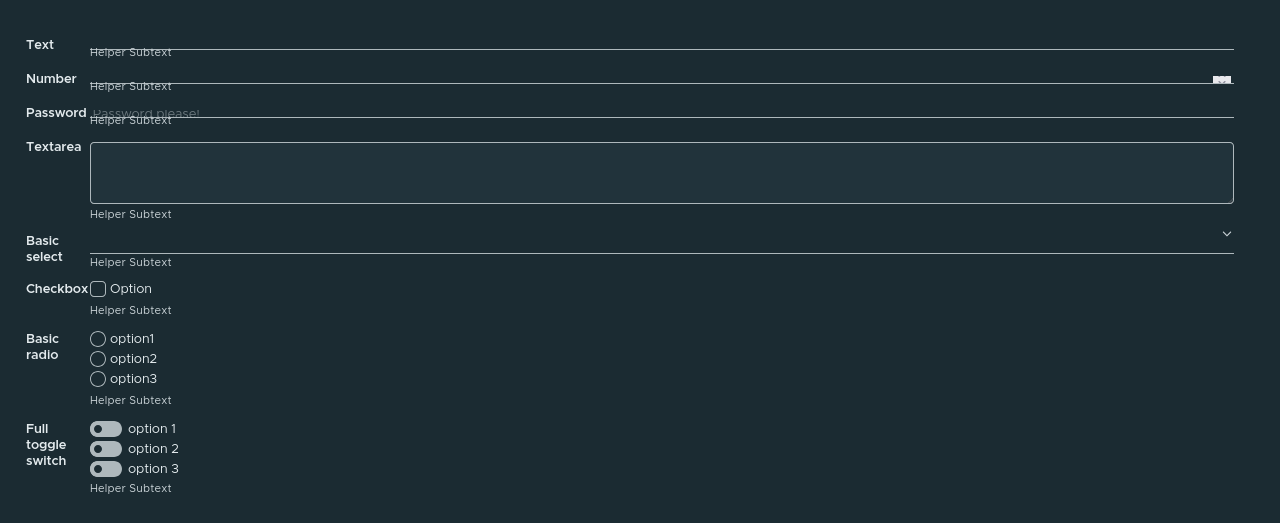 Text
Helper Subtext
Number
Helper Subtext
Password Password please!
Helper Subtext
Textarea
Helper Subtext
Basic
select
Helper Subtext
Checkbox Option
Helper Subtext
Basic
radio
option1
option2
option3
Helper Subtext
Full
toggle
switch
option 1
option 2
option 3
Helper Subtext